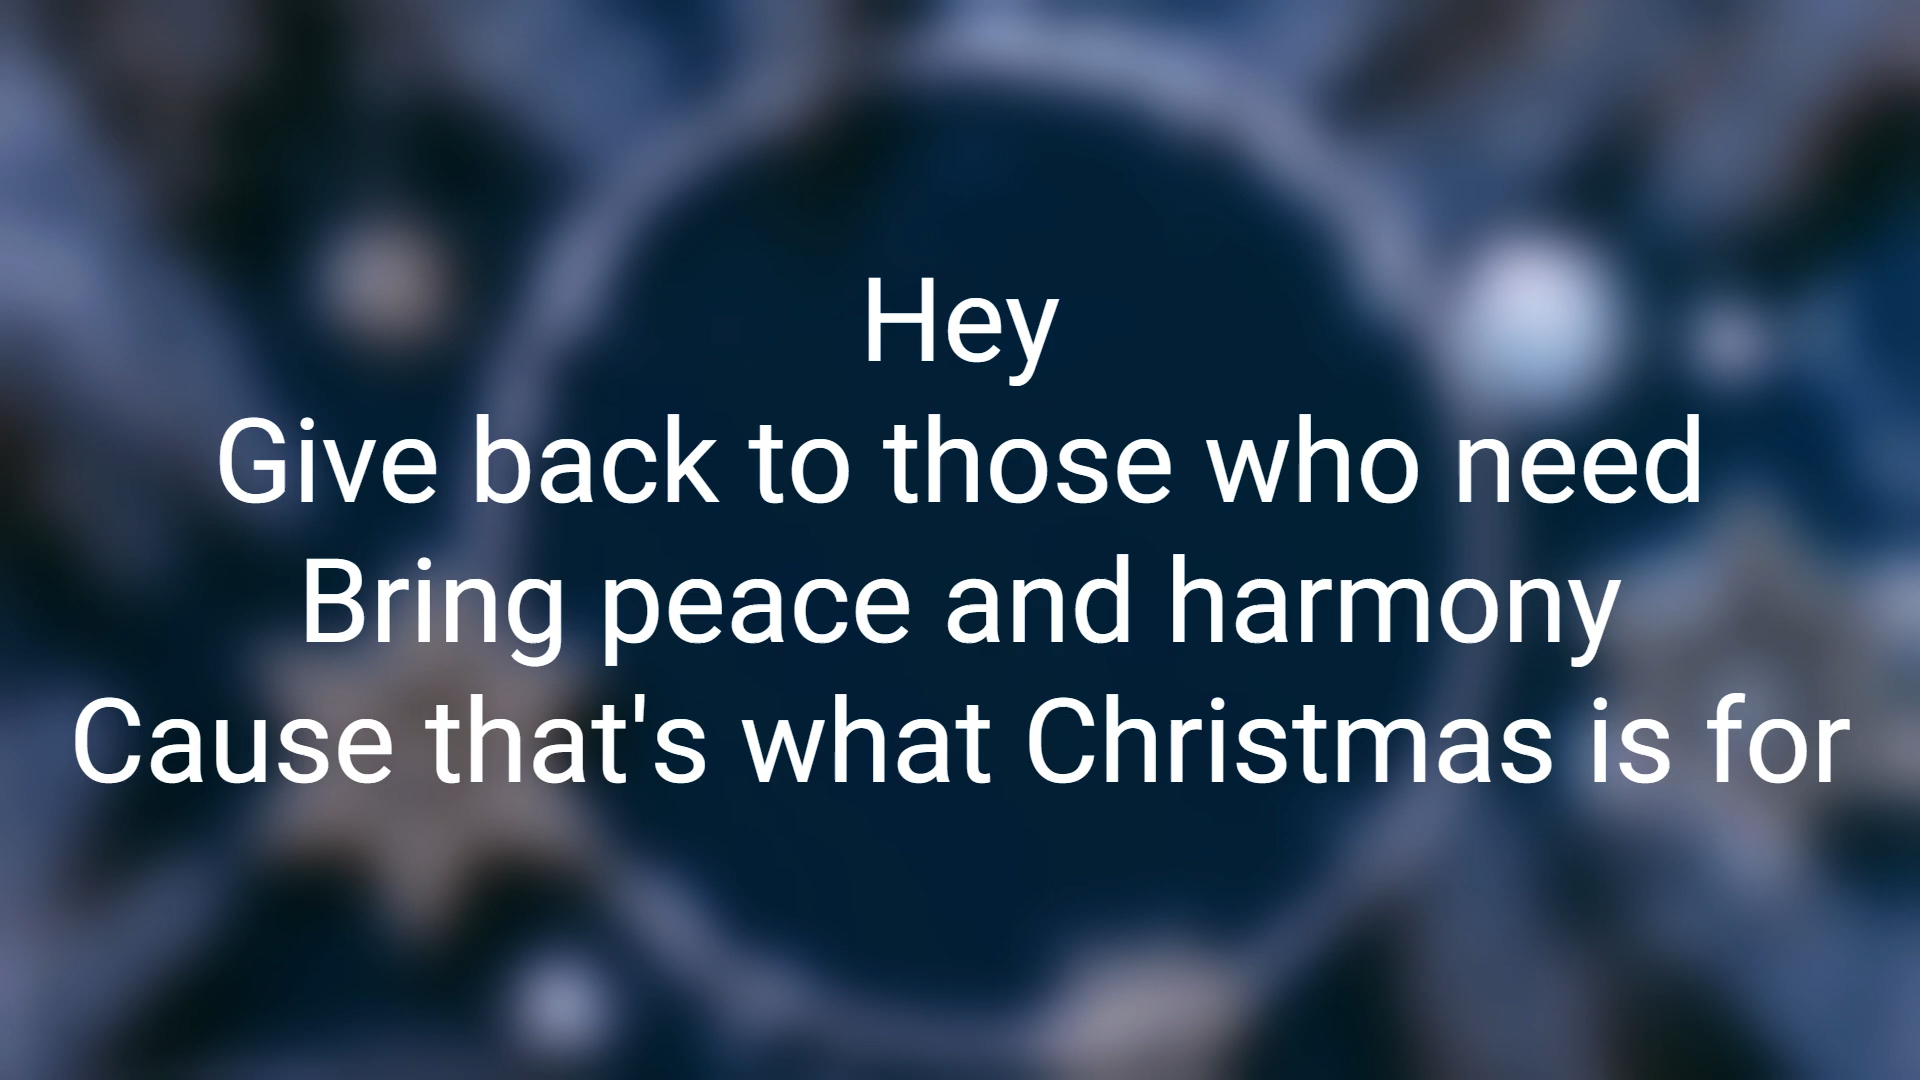 Hey
Give back to those who need
Bring peace and harmony
Cause that's what Christmas is for